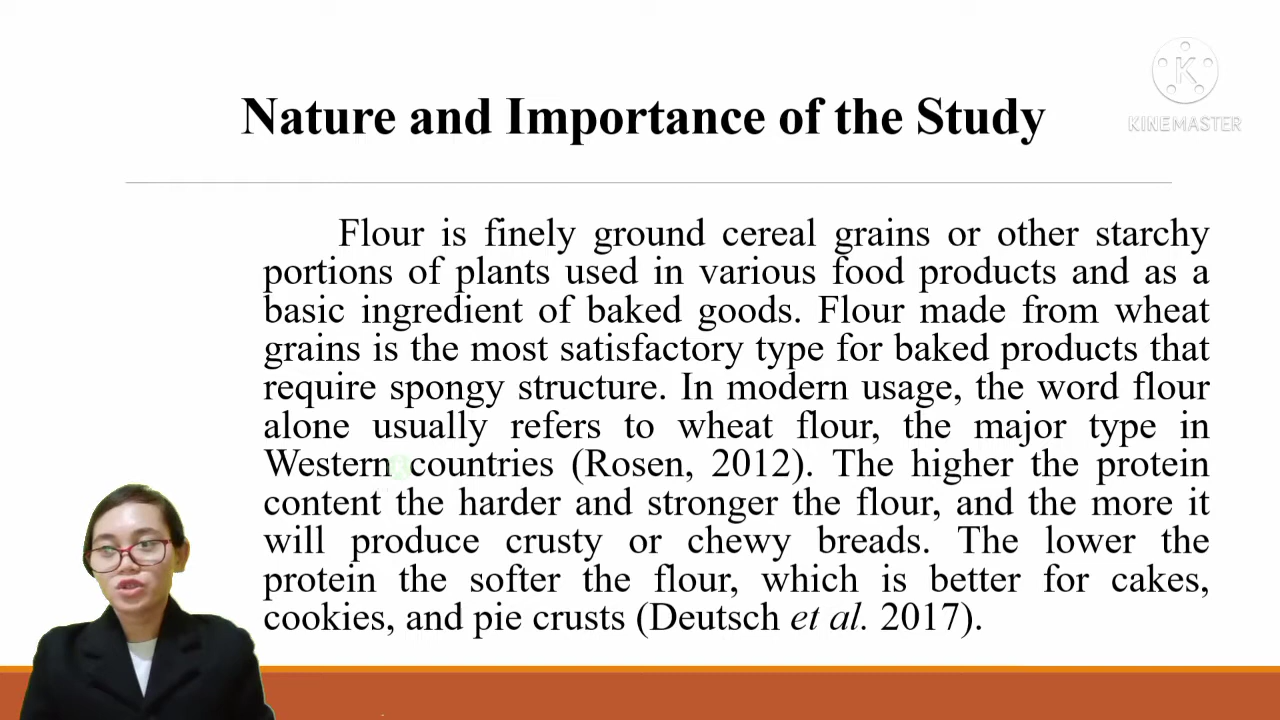 Nature and Importance of the Study
K
KINEMASTER
Flour is finely ground cereal grains or other starchy
portions of plants used in various food products and as a
basic ingredient of baked goods. Flour made from wheat
grains is the most satisfactory type for baked products that
require spongy structure. In modern usage, the word flour
alone usually refers to wheat flour, the major type in
Western countries (Rosen, 2012). The higher the protein
content the harder and stronger the flour, and the more it
will produce crusty or chewy breads. The lower the
protein the softer the flour, which is better for cakes,
cookies, and pie crusts (Deutsch et al. 2017).